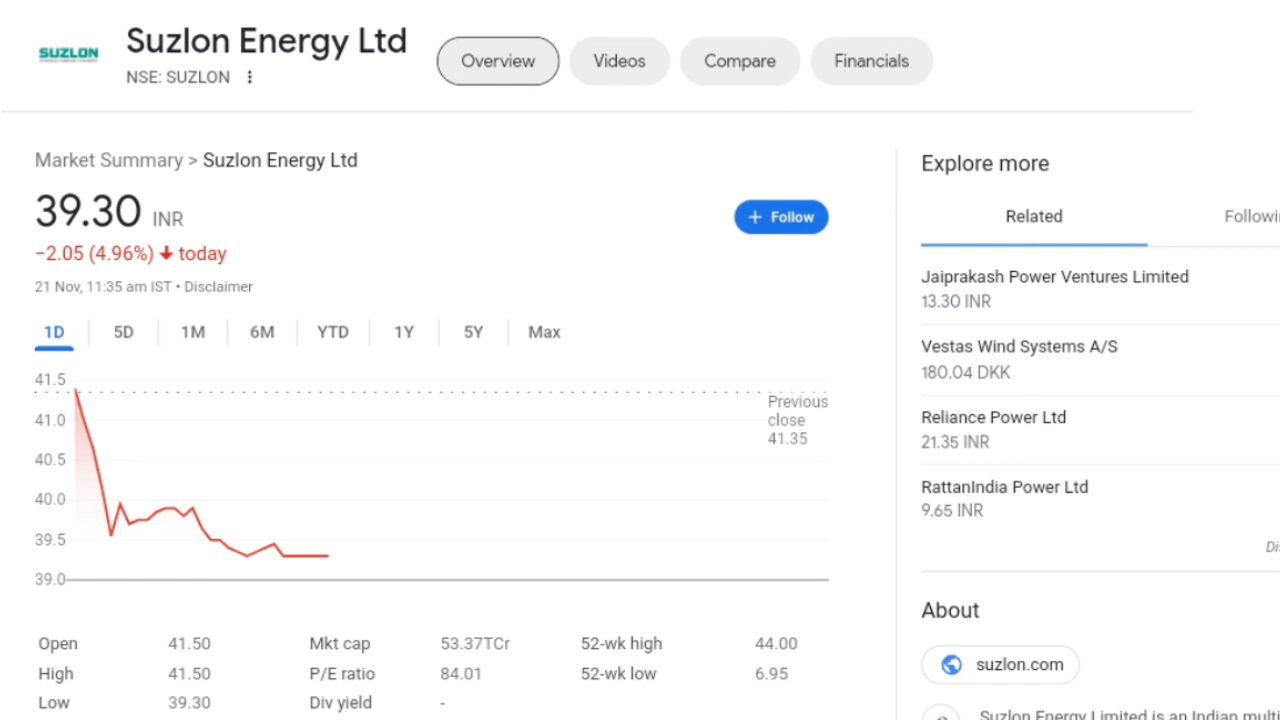 SUZLON
Suzlon Energy Ltd
NSE: SUZLON
Overview
Videos
Compare
Financials
Market Summary > Suzlon Energy Ltd
39.30 INR
−2.05 (4.96%) today
21 Nov, 11:35 am IST • Disclaimer
+ Follow
1D 5D 1M 6M YTD 1Y 5Y Max
41.5
41.0
40.5
40.0
39.5
39.0
Previous
close
41.35
Open 41.50 Mkt cap 53.37TCr 52-wk high 44.00
High 41.50 P/E ratio 84.01 52-wk low 6.95
Low 39.30 Div yield -
Explore more
Related Followin
Jaiprakash Power Ventures Limited
13.30 INR
Vestas Wind Systems A/S
180.04 DKK
Reliance Power Ltd
21.35 INR
RattanIndia Power Ltd
9.65 INR
Dis
About
suzlon.com
Suzlon Energy Limited is an Indian multi